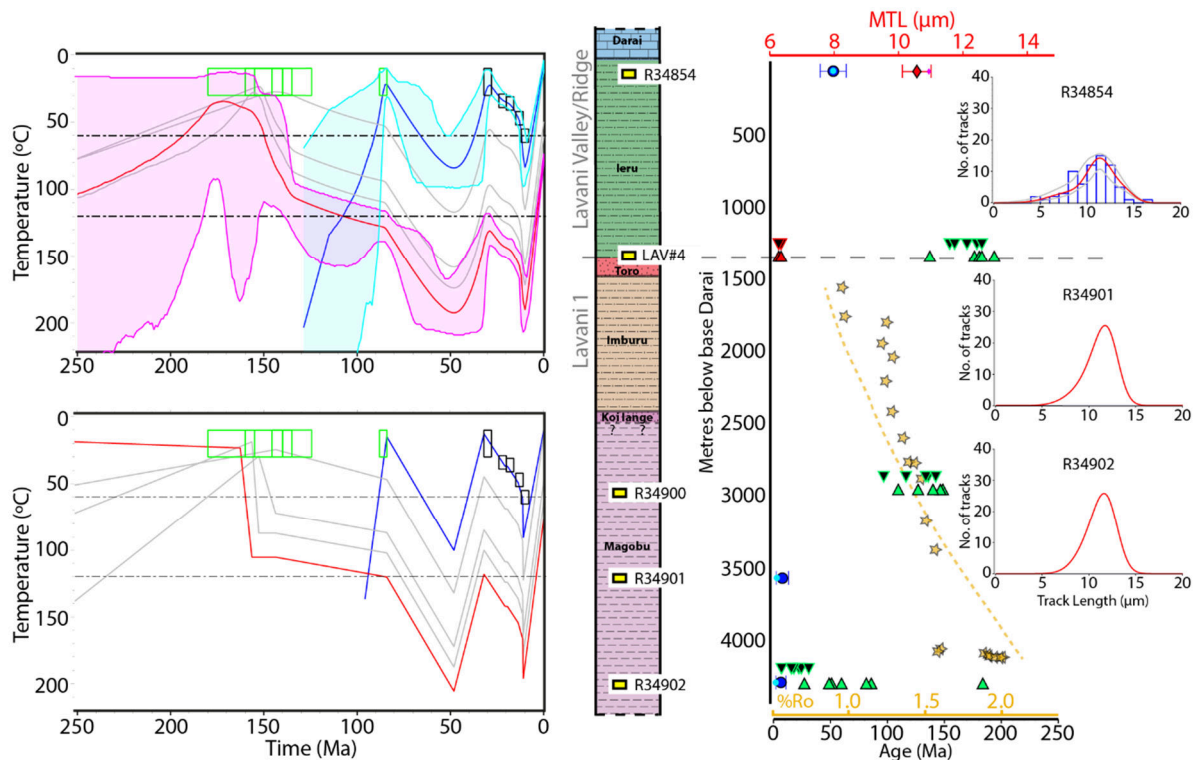 0
50
100
150
200
Temperature (ºC)
250
200
150
100
50
0
0
50
100
150
200
Temperature (ºC)
250
200
150
100
50
0
Time (Ma)
Lavani Valley/Ridge
Lavani 1
Darai
R34854
Ieru
LAV#4
Toro
Imburu
Koi Iange
? ?
R34900
Magobu
R34901
R34902
MTL (µm)
6 8 10 12 14
Metres below base Darai
500
1000
1500
2000
2500
3000
3500
4000
%Ro 1.0 1.5 2.0
0 50 100 150 200 250
Age (Ma)
R34854
No. of tracks
40
30
20
10
0
0 5 10 15 20
R34901
No. of tracks
40
30
20
10
0
0 5 10 15 20
R34902
No. of tracks
40
30
20
10
0
0 5 10 15 20
Track Length (µm)